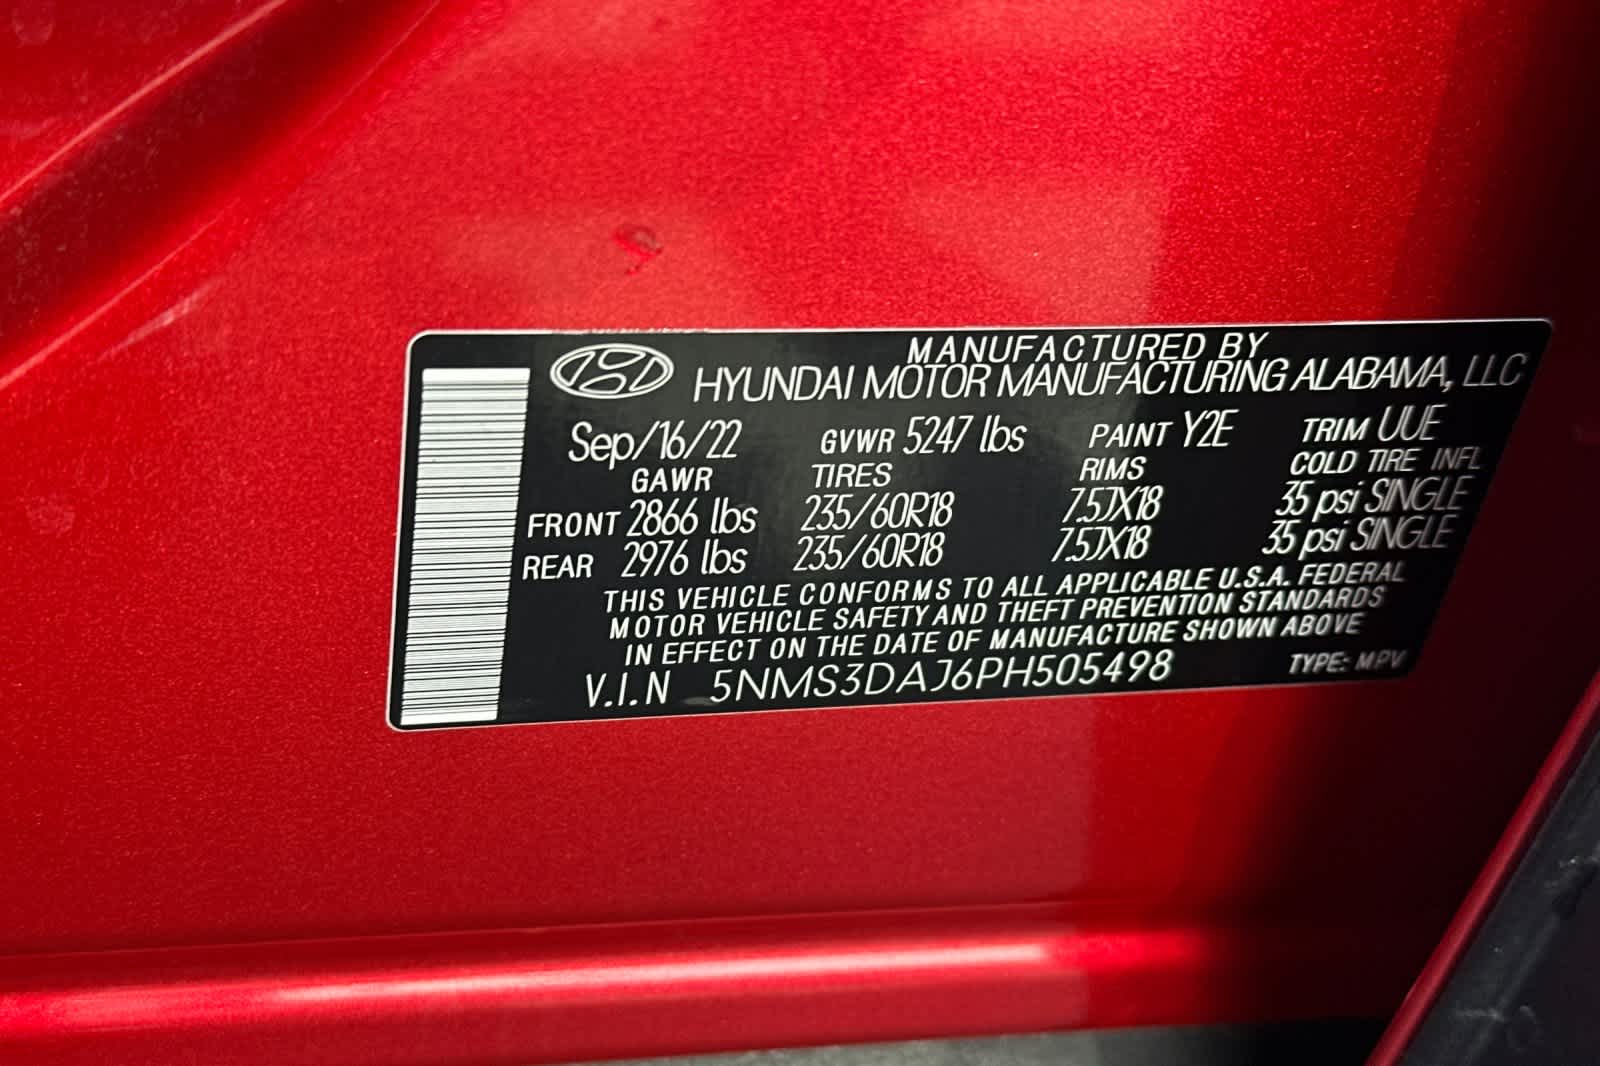 MANUFACTURED BY
HYUNDAI MOTOR MANUFACTURING ALABAMA, LLC
Sep/16/22 GVWR 5247 lbs PAINT Y2E TRIM UUE
GAWR TIRES RIMS COLD TIRE INFL
FRONT 2866 lbs 235/60R18 7.5JX18 35 psi SINGLE
REAR 2976 lbs 235/60R18 7.5JX18 35 psi SINGLE
THIS VEHICLE CONFORMS TO ALL APPLICABLE U.S.A. FEDERAL
MOTOR VEHICLE SAFETY AND THEFT PREVENTION STANDARDS
IN EFFECT ON THE DATE OF MANUFACTURE SHOWN ABOVE
V.I.N 5NMS3DAJ6PH505498 TYPE: MPV